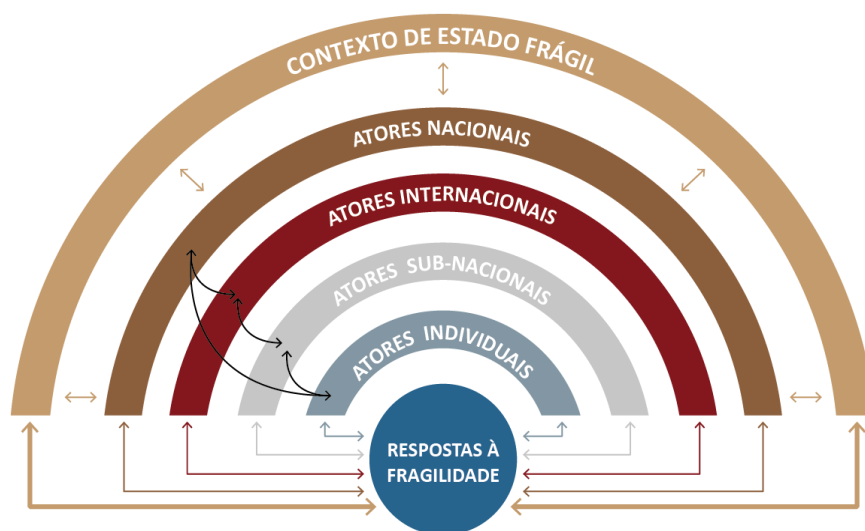 CONTEXTO DE ESTADO FRÁGIL
ATORES NACIONAIS
ATORES INTERNACIONAIS
ATORES SUB-NACIONAIS
ATORES INDIVIDUAIS
RESPOSTAS À
FRAGILIDADE